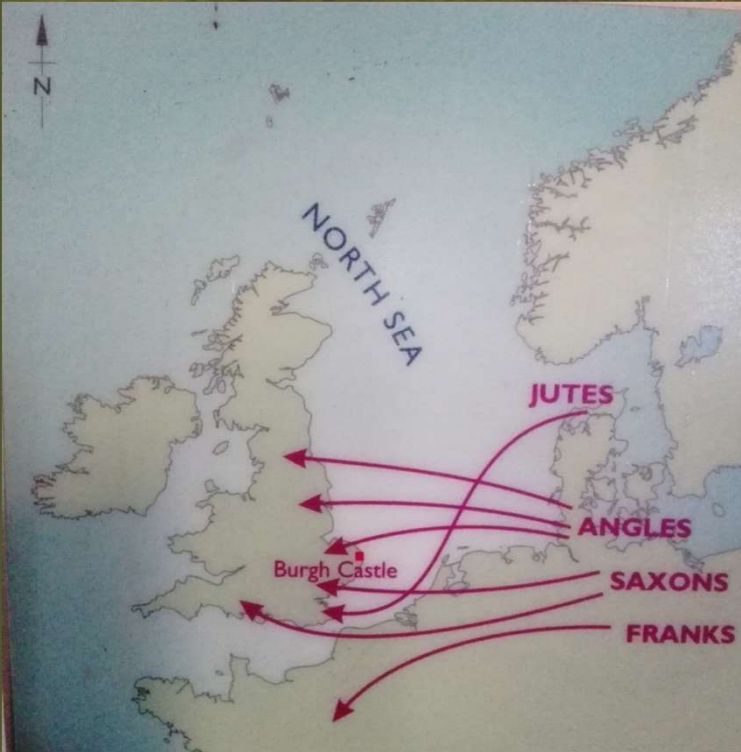 N
NORTH SEA
JUTES
ANGLES
Burgh Castle
SAXONS
FRANKS